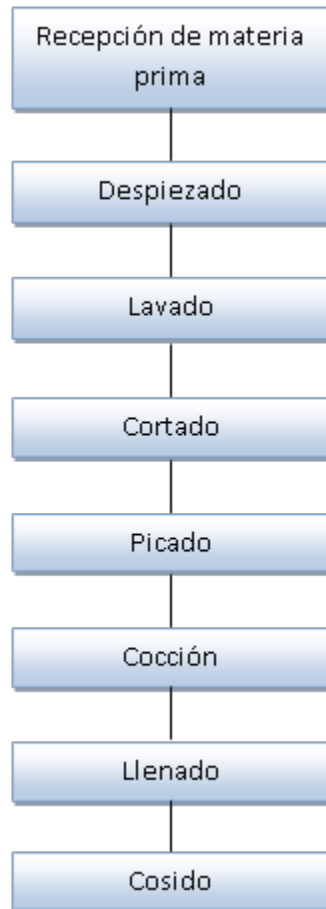 Recepción de materia
prima
Despiezado
Lavado
Cortado
Picado
Cocción
Llenado
Cosido